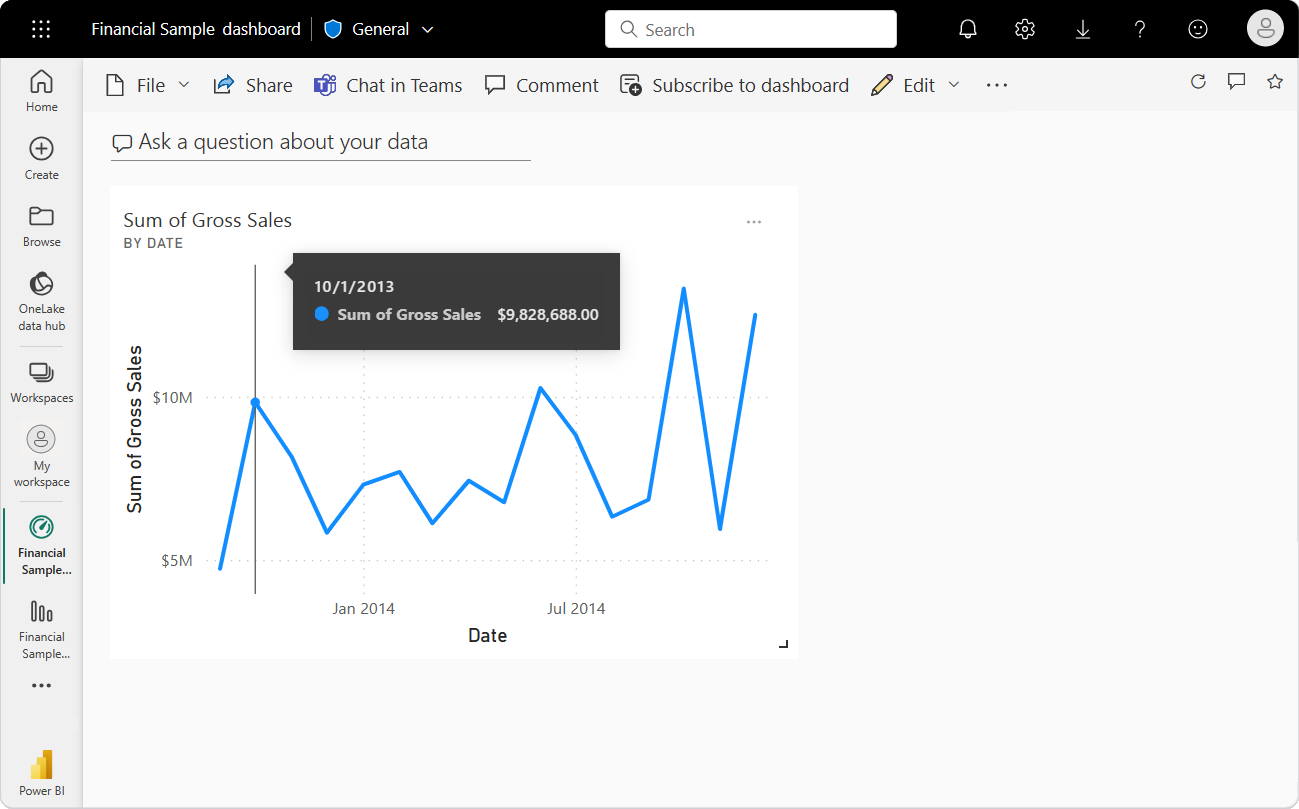 Financial Sample dashboard
General
Search
File
Share
Chat in Teams
Comment
Subscribe to dashboard
Edit
Home
Create
Browse
OneLake
data hub
Workspaces
My
workspace
Financial
Sample...
Financial
Sample...
Power BI
Ask a question about your data
Sum of Gross Sales
BY DATE
10/1/2013
Sum of Gross Sales $9,828,688.00
Sum of Gross Sales
$10M
$5M
Jan 2014
Jul 2014
Date